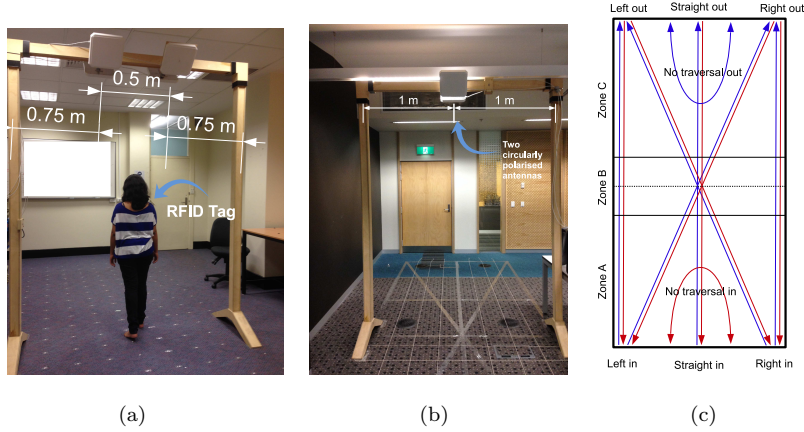 0.5 m
0.75 m
0.75 m
RFID Tag
(a)
1 m
1 m
Two
circularly
polarised
antennas
(b)
Left out
Straight out
Right out
No traversal out
Zone C
Zone B
Zone A
No traversal in
Left in
Straight in
Right in
(c)